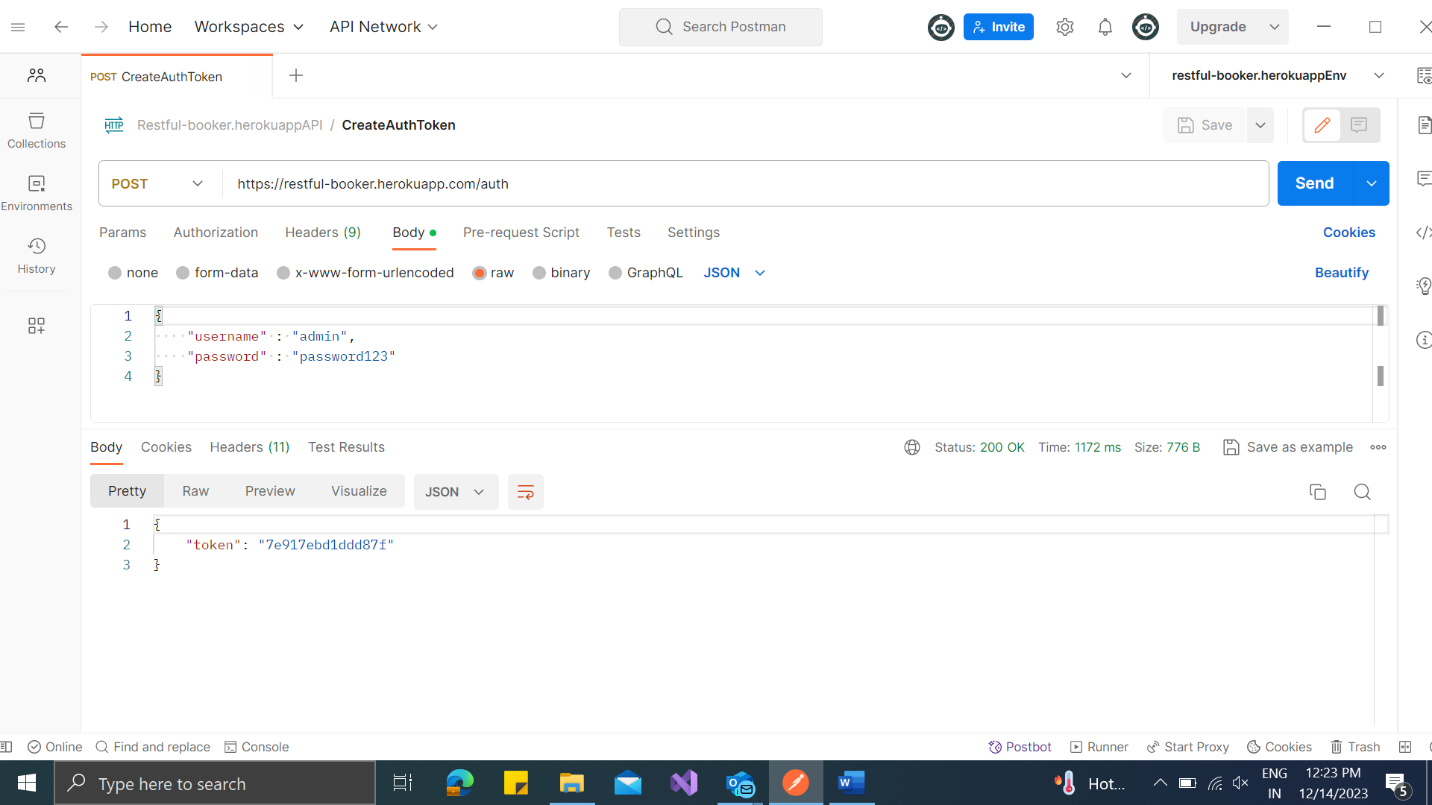 Home Workspaces API Network Search Postman Invite Upgrade
POST CreateAuthToken restful-booker.herokuappEnv
HTTP Restful-booker.herokuappAPI / CreateAuthToken Save
Collections
POST https://restful-booker.herokuapp.com/auth Send
Environments
Params Authorization Headers (9) Body Pre-request Script Tests Settings Cookies
History
none form-data x-www-form-urlencoded raw binary GraphQL JSON Beautify
1 {
2 "username" : "admin",
3 "password" : "password123"
4 }
Body Cookies Headers (11) Test Results Status: 200 OK Time: 1172 ms Size: 776 B Save as example
Pretty Raw Preview Visualize JSON
1 {
2 "token": "7e917ebd1ddd87f"
3 }
Online Find and replace Console Postbot Runner Start Proxy Cookies Trash
Type here to search Hot... ENG 12:23 PM
IN 12/14/2023 5